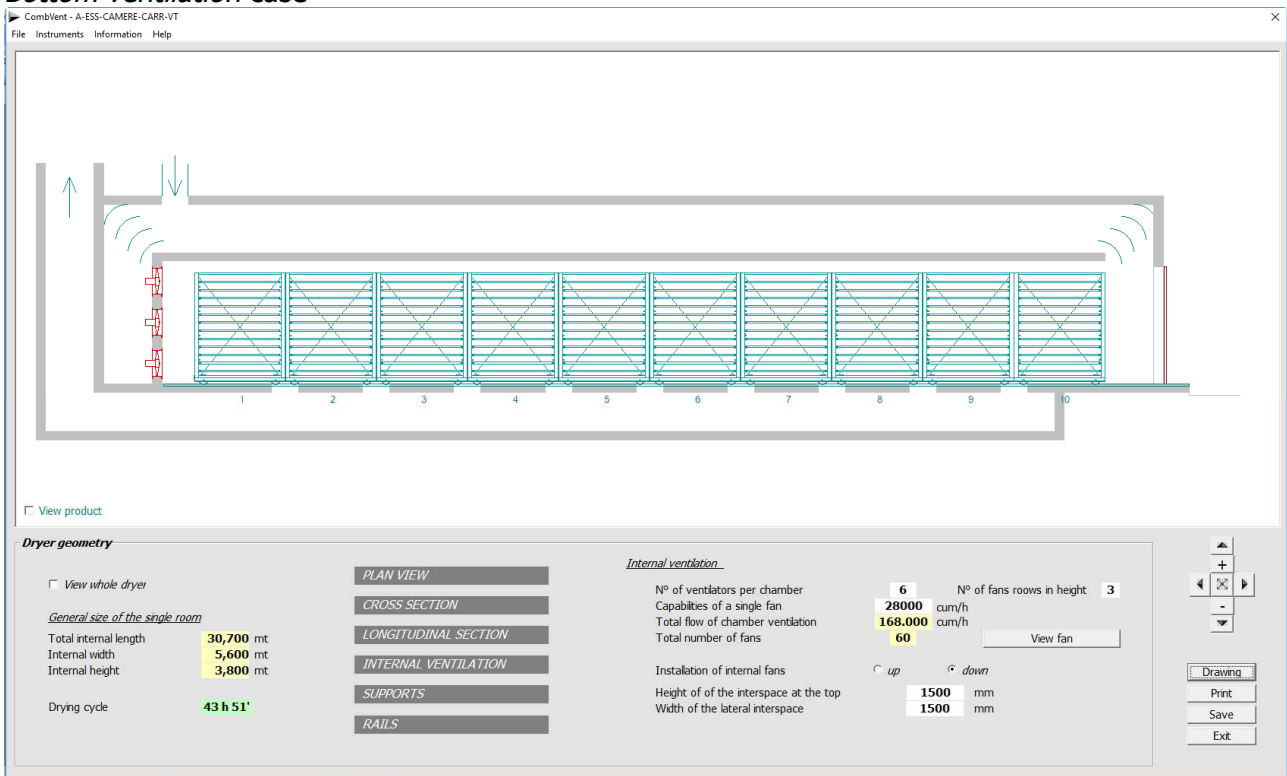 Bottom ventilation case
CombVent - A-ESS-CAMERE-CARR-VT
File Instruments Information Help
1 2 3 4 5 6 7 8 9 10
View product
Dryer geometry
View whole dryer
General size of the single room
Total internal length 30,700 mt
Internal width 5,600 mt
Internal height 3,800 mt
Drying cycle 43 h 51'
PLAN VIEW
CROSS SECTION
LONGITUDINAL SECTION
INTERNAL VENTILATION
SUPPORTS
RAILS
Internal ventilation
N° of ventilators per chamber 6 N° of fans roows in height 3
Capabilities of a single fan 28000 cum/h
Total flow of chamber ventilation 168.000 cum/h
Total number of fans 60 View fan
Installation of internal fans up down
Height of of the interspace at the top 1500 mm
Width of the lateral interspace 1500 mm
+
-
Drawing
Print
Save
Exit